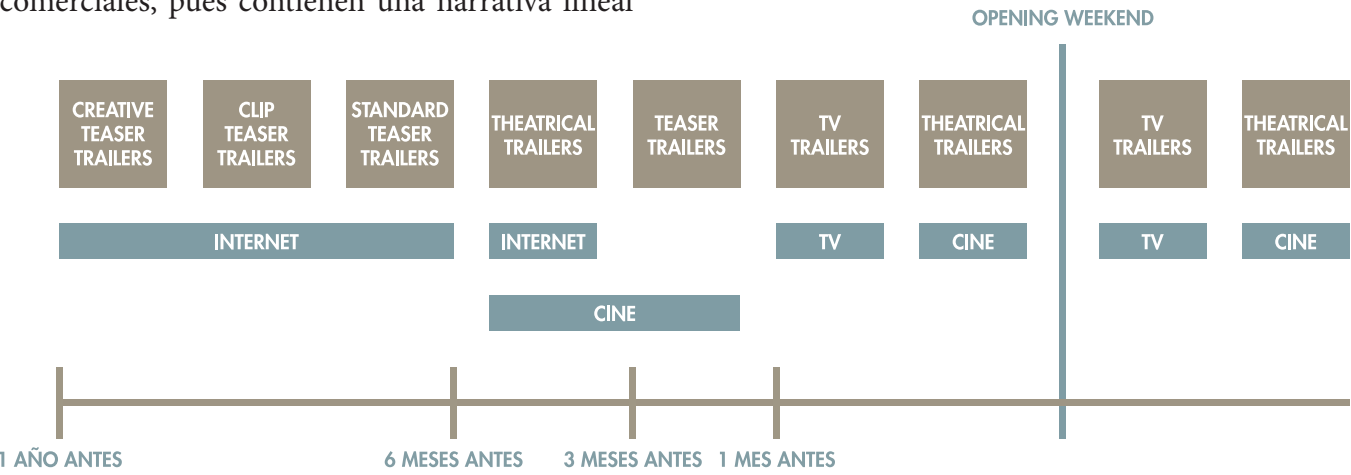 comerciales, pues contienen una narrativa lineal
OPENING WEEKEND
CREATIVE
TEASER
TRAILERS
CLIP
TEASER
TRAILERS
STANDARD
TEASER
TRAILERS
THEATRICAL
TRAILERS
TEASER
TRAILERS
TV
TRAILERS
THEATRICAL
TRAILERS
TV
TRAILERS
THEATRICAL
TRAILERS
INTERNET
INTERNET
TV
CINE
TV
CINE
CINE
1 AÑO ANTES
6 MESES ANTES
3 MESES ANTES
1 MES ANTES